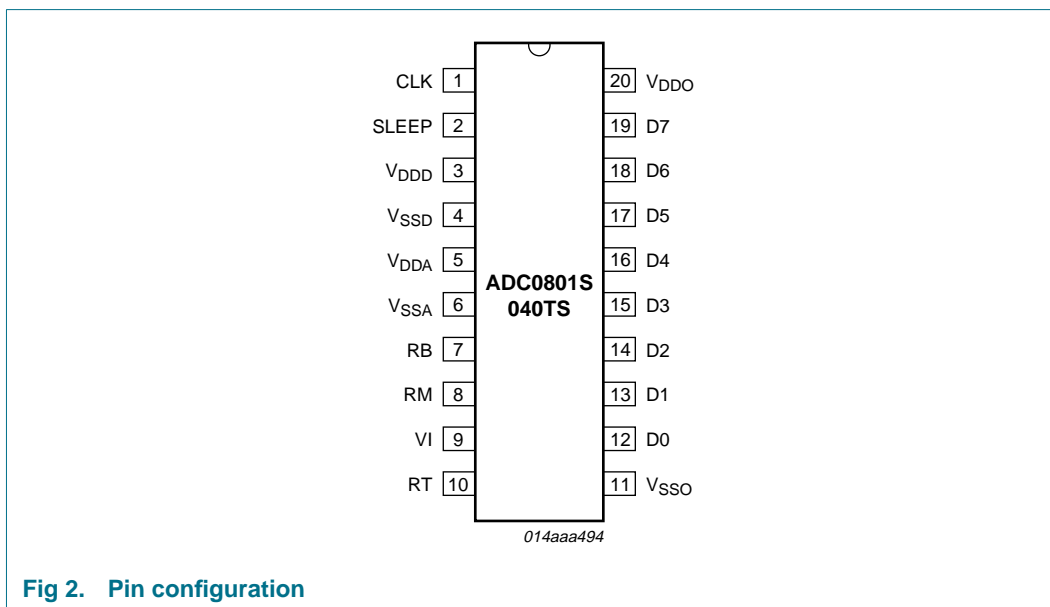 CLK 1 20 VDDO
SLEEP 2 19 D7
VDDD 3 18 D6
VSSD 4 17 D5
VDDA 5 16 D4
ADC0801S
040TS
VSSA 6 15 D3
RB 7 14 D2
RM 8 13 D1
VI 9 12 D0
RT 10 11 VSSO
014aaa494
Fig 2. Pin configuration